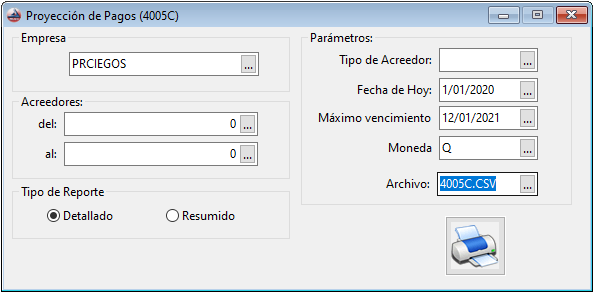 Proyección de Pagos (4005C)
Empresa
PRCIEGOS ...
Acreedores:
del: 0 ...
al: 0 ...
Tipo de Reporte
Detallado Resumido
Parámetros:
Tipo de Acreedor: ...
Fecha de Hoy: 1/01/2020 ...
Máximo vencimiento 12/01/2021 ...
Moneda Q ...
Archivo: 4005C.CSV ...